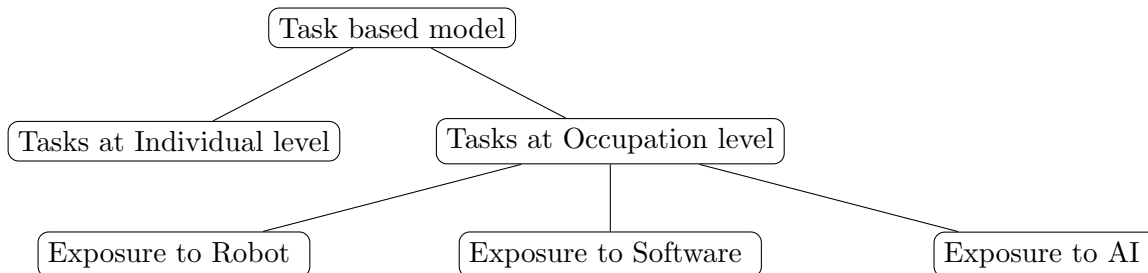 Task based model
Tasks at Individual level
Tasks at Occupation level
Exposure to Robot
Exposure to Software
Exposure to AI